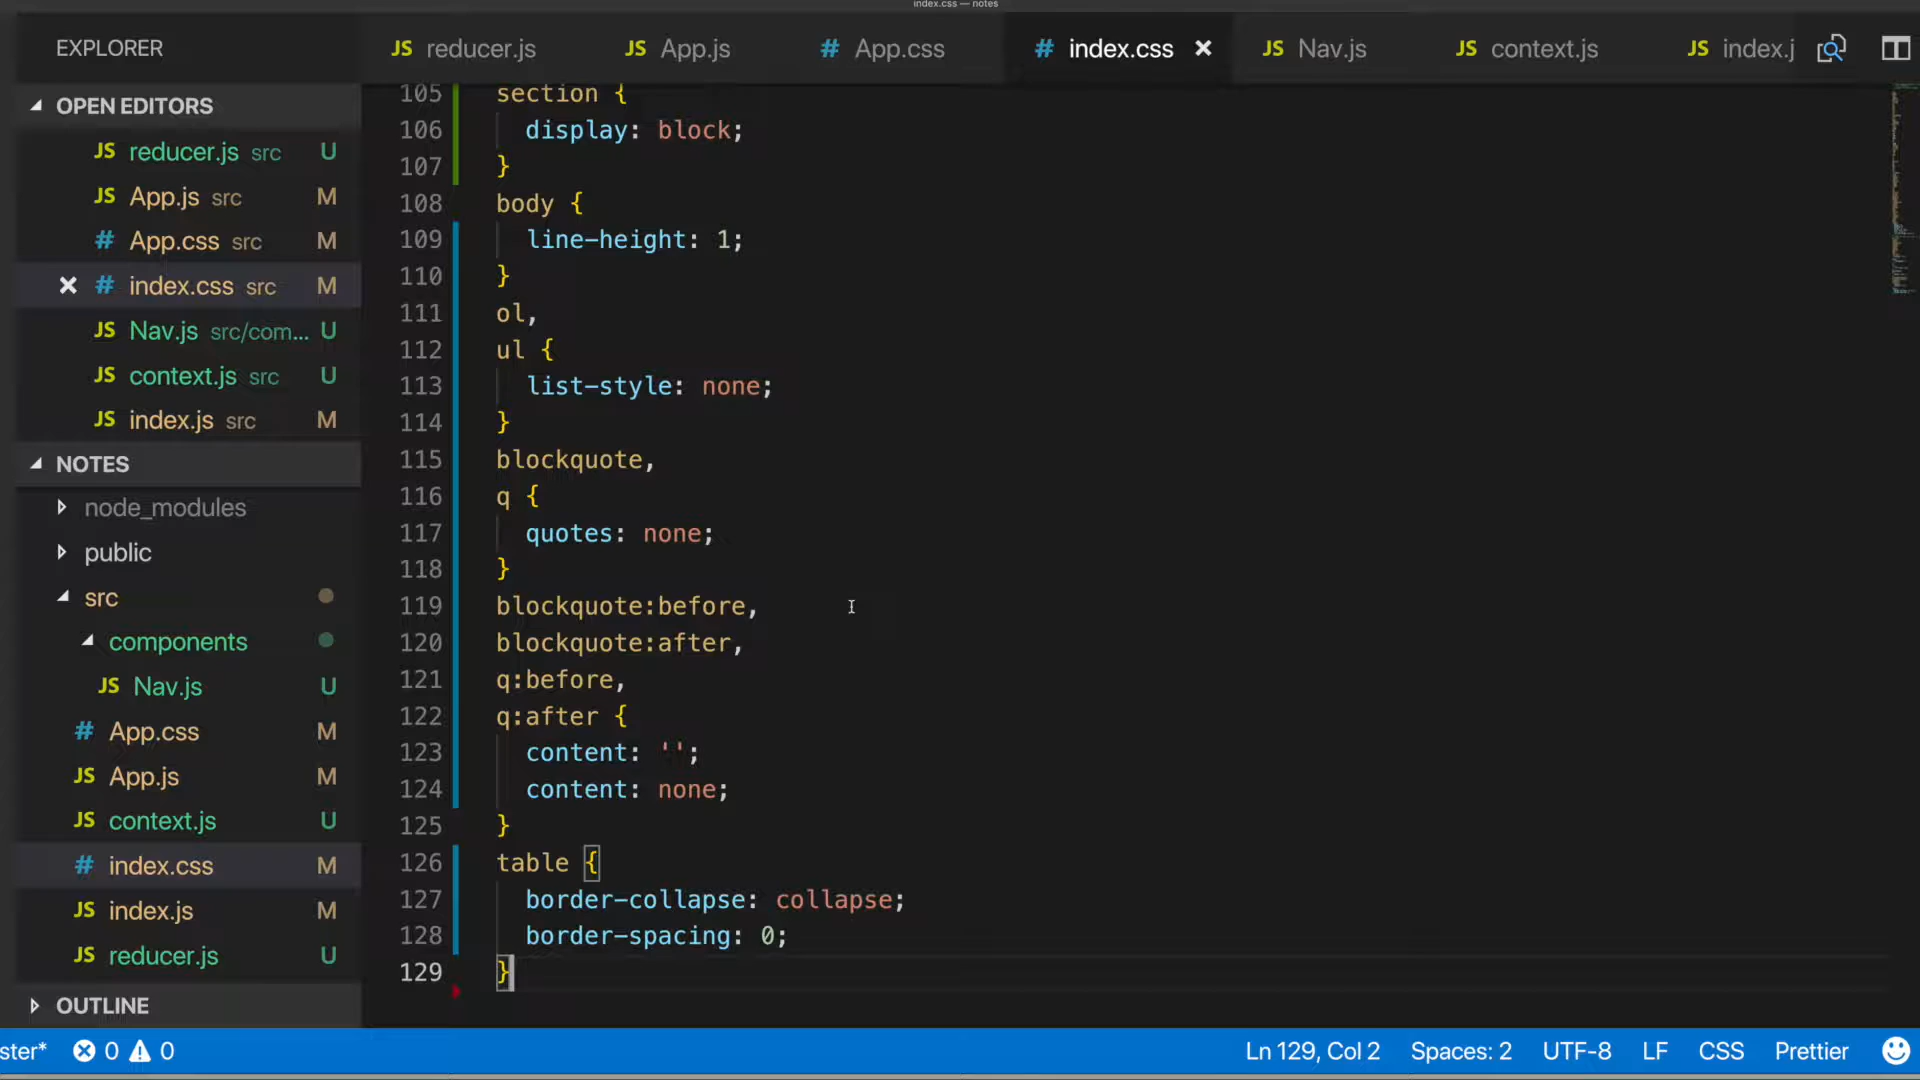 index.css — notes
EXPLORER
JS reducer.js
JS App.js
# App.css
# index.css
JS Nav.js
JS context.js
JS index.j
OPEN EDITORS
JS reducer.js src U
JS App.js src M
# App.css src M
# index.css src M
JS Nav.js src/com... U
JS context.js src U
JS index.js src M
NOTES
node_modules
public
src
components
JS Nav.js U
# App.css M
JS App.js M
JS context.js U
# index.css M
JS index.js M
JS reducer.js U
OUTLINE
105 section {
106 display: block;
107 }
108 body {
109 line-height: 1;
110 }
111 ol,
112 ul {
113 list-style: none;
114 }
115 blockquote,
116 q {
117 quotes: none;
118 }
119 blockquote:before,
120 blockquote:after,
121 q:before,
122 q:after {
123 content: '';
124 content: none;
125 }
126 table {
127 border-collapse: collapse;
128 border-spacing: 0;
129 }
ster* 0 0 Ln 129, Col 2 Spaces: 2 UTF-8 LF CSS Prettier